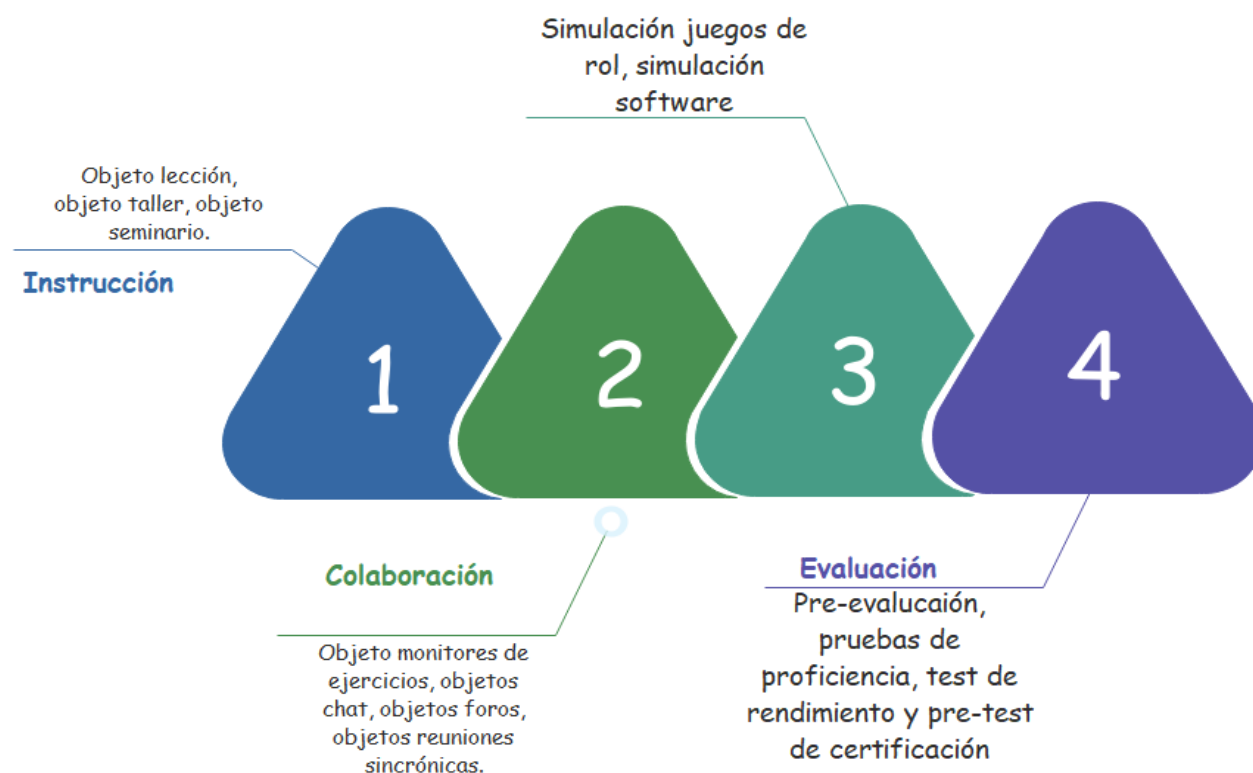 Simulación juegos de
rol, simulación
software
Objeto lección,
objeto taller, objeto
seminario.
Instrucción
1
2
3
4
Colaboración
Objeto monitores de
ejercicios, objetos
chat, objetos foros,
objetos reuniones
sincrónicas.
Evaluación
Pre-evalucaión,
pruebas de
proficiencia, test de
rendimiento y pre-test
de certificación